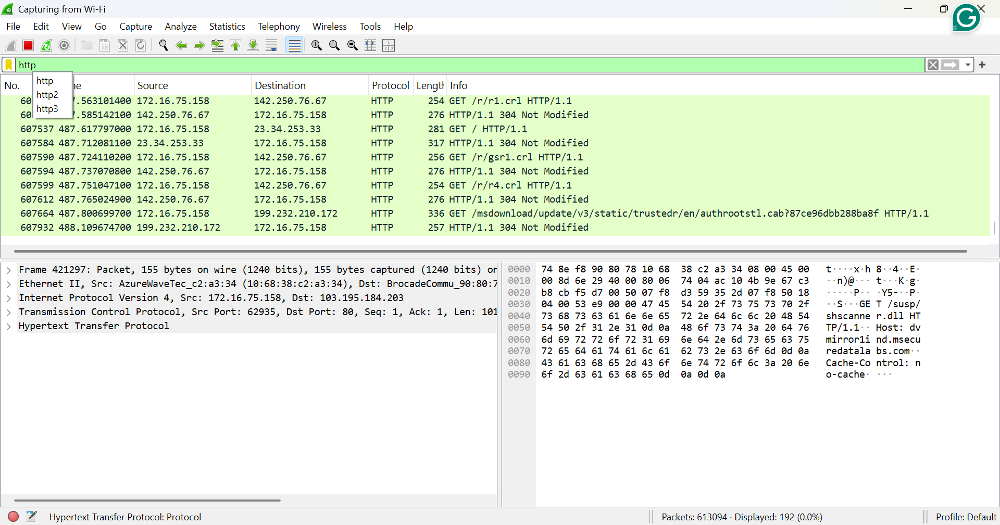 Capturing from Wi-Fi
File Edit View Go Capture Analyze Statistics Telephony Wireless Tools Help
http
http
http2
http3
No. Source Destination Protocol Length Info
.563101400 172.16.75.158 142.250.76.67 HTTP 254 GET /r/r1.crl HTTP/1.1
.585142100 142.250.76.67 172.16.75.158 HTTP 276 HTTP/1.1 304 Not Modified
607537 487.617797000 172.16.75.158 23.34.253.33 HTTP 281 GET / HTTP/1.1
607584 487.712081100 23.34.253.33 172.16.75.158 HTTP 317 HTTP/1.1 304 Not Modified
607590 487.724110200 172.16.75.158 142.250.76.67 HTTP 256 GET /r/gsr1.crl HTTP/1.1
607594 487.737070800 142.250.76.67 172.16.75.158 HTTP 276 HTTP/1.1 304 Not Modified
607599 487.751047100 172.16.75.158 142.250.76.67 HTTP 254 GET /r/r4.crl HTTP/1.1
607612 487.765024900 142.250.76.67 172.16.75.158 HTTP 276 HTTP/1.1 304 Not Modified
607664 487.800699700 172.16.75.158 199.232.210.172 HTTP 336 GET /msdownload/update/v3/static/trustedr/en/authrootstl.cab?87ce96dbb288ba8f HTTP/1.1
607932 488.109674700 199.232.210.172 172.16.75.158 HTTP 257 HTTP/1.1 304 Not Modified
Frame 421297: Packet, 155 bytes on wire (1240 bits), 155 bytes captured (1240 bits) or
Ethernet II, Src: AzureWaveTec_c2:a3:34 (10:68:38:c2:a3:34), Dst: BrocadeCommu_90:80:7
Internet Protocol Version 4, Src: 172.16.75.158, Dst: 103.195.184.203
Transmission Control Protocol, Src Port: 62935, Dst Port: 80, Seq: 1, Ack: 1, Len: 101
Hypertext Transfer Protocol
0000 74 8e f8 90 80 78 10 68 38 c2 a3 34 08 00 45 00 t····x·h 8··4··E·
0010 00 8d 6e 29 40 00 80 06 74 04 ac 10 4b 9e 67 c3 ··n)@··· t···K·g·
0020 b8 cb f5 d7 00 50 07 f8 d3 59 35 2d 07 f8 50 18 ·····P·· ·Y5-··P·
0030 04 00 53 e9 00 00 47 45 54 20 2f 73 75 73 70 2f ··S···GE T /susp/
0040 73 68 73 63 61 6e 6e 65 72 2e 64 6c 6c 20 48 54 shscanne r.dll HT
0050 54 50 2f 31 2e 31 0d 0a 48 6f 73 74 3a 20 64 76 TP/1.1·· Host: dv
0060 6d 69 72 72 6f 72 31 69 6e 64 2e 6d 73 65 63 75 mirror1i nd.msecu
0070 72 65 64 61 74 61 6c 61 62 73 2e 63 6f 6d 0d 0a redatala bs.com··
0080 43 61 63 68 65 2d 43 6f 6e 74 72 6f 6c 3a 20 6e Cache-Co ntrol: n
0090 6f 2d 63 61 63 68 65 0d 0a 0d 0a o-cache· ···
Hypertext Transfer Protocol: Protocol Packets: 613094 · Displayed: 192 (0.0%) Profile: Default